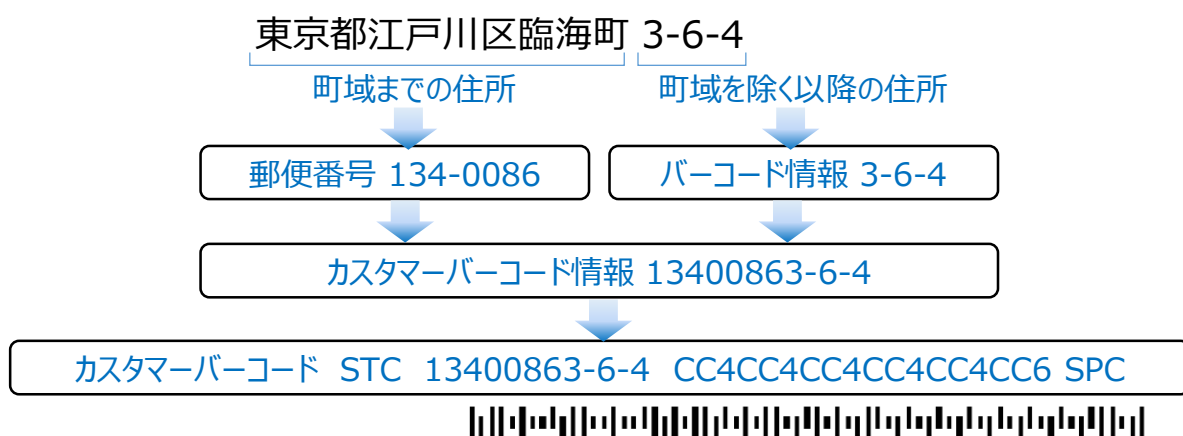 東京都江戸川区臨海町 3-6-4
町域までの住所 町域を除く以降の住所
郵便番号 134-0086 バーコード情報 3-6-4
カスタマーバーコード情報 13400863-6-4
カスタマーバーコード STC 13400863-6-4 CC4CC4CC4CC4CC4CC6 SPC